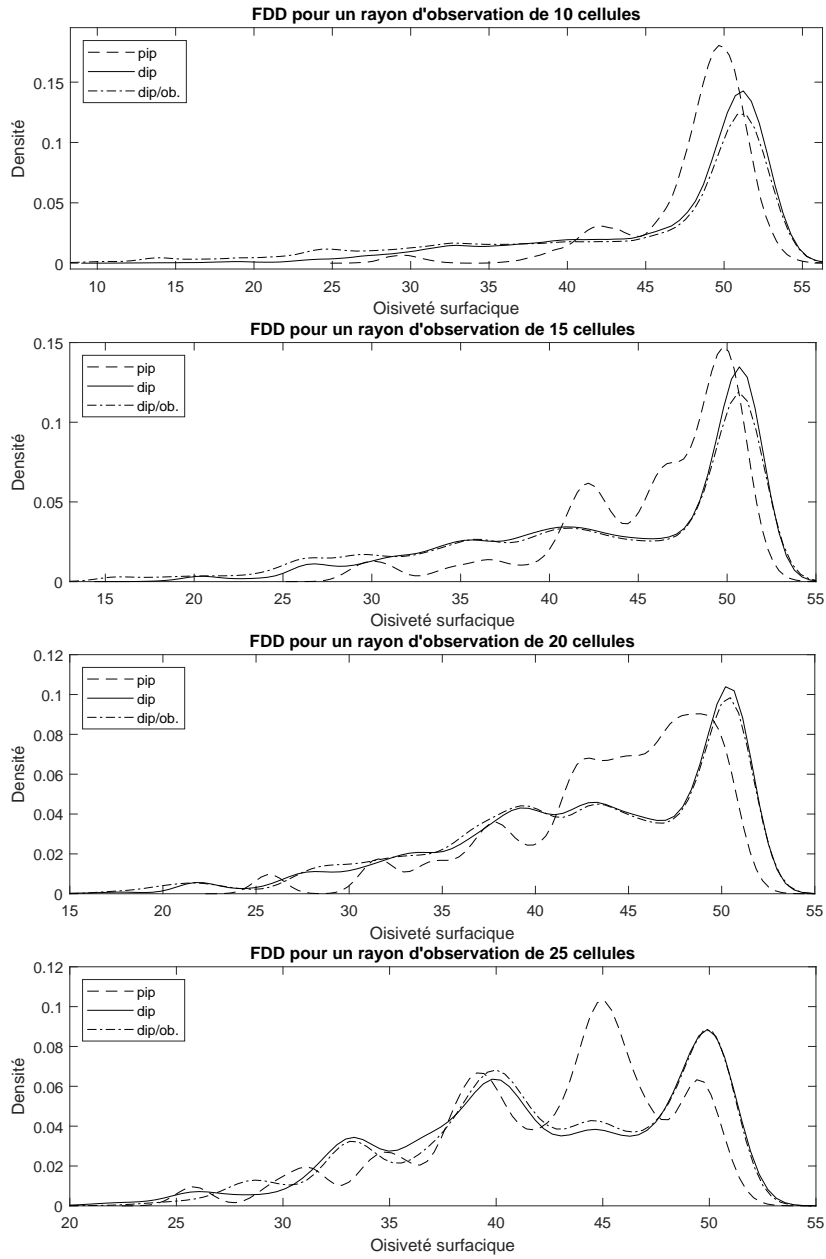 FDD pour un rayon d'observation de 10 cellules
pip
dip
dip/ob.
Densité
0.15
0.1
0.05
0
10 15 20 25 30 35 40 45 50 55
Oisiveté surfacique
FDD pour un rayon d'observation de 15 cellules
pip
dip
dip/ob.
Densité
0.15
0.1
0.05
0
15 20 25 30 35 40 45 50 55
Oisiveté surfacique
FDD pour un rayon d'observation de 20 cellules
pip
dip
dip/ob.
Densité
0.12
0.1
0.08
0.06
0.04
0.02
0
15 20 25 30 35 40 45 50 55
Oisiveté surfacique
FDD pour un rayon d'observation de 25 cellules
pip
dip
dip/ob.
Densité
0.12
0.1
0.08
0.06
0.04
0.02
0
20 25 30 35 40 45 50 55
Oisiveté surfacique